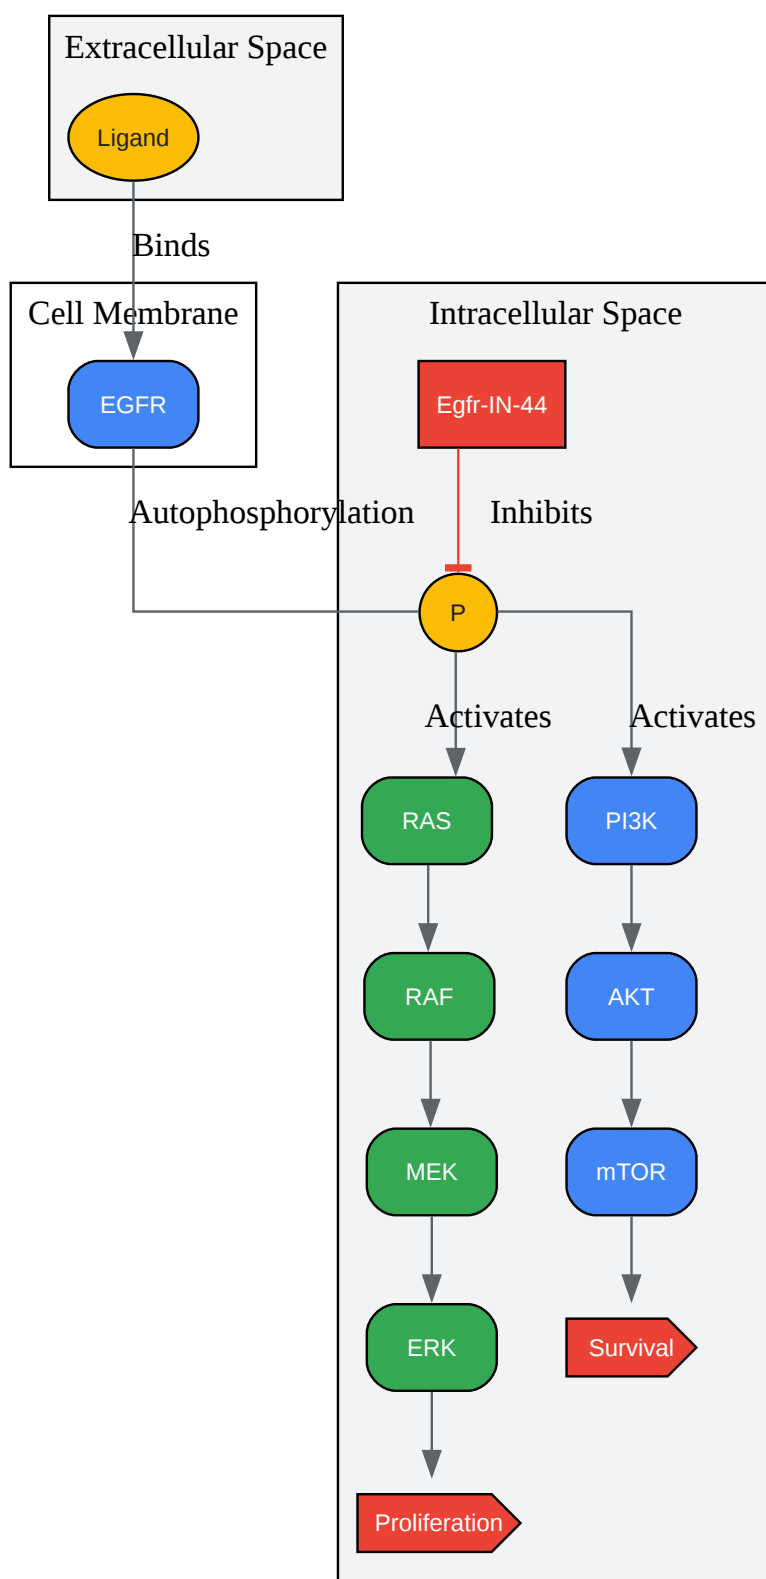 Extracellular Space
Ligand
Binds
Cell Membrane
Intracellular Space
EGFR
Egfr-IN-44
Autophosphorylation
Inhibits
P
Activates
Activates
RAS
PI3K
RAF
AKT
MEK
mTOR
ERK
Survival
Proliferation